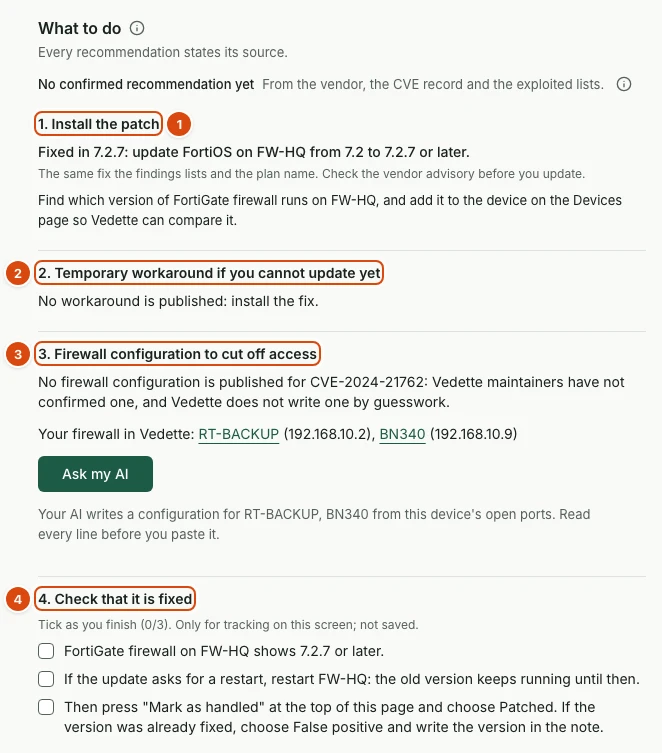 What to do
Every recommendation states its source.
No confirmed recommendation yet From the vendor, the CVE record and the exploited lists.
1. Install the patch 1
Fixed in 7.2.7: update FortiOS on FW-HQ from 7.2 to 7.2.7 or later.
The same fix the findings lists and the plan name. Check the vendor advisory before you update.
Find which version of FortiGate firewall runs on FW-HQ, and add it to the device on the Devices
page so Vedette can compare it.
2 2. Temporary workaround if you cannot update yet
No workaround is published: install the fix.
3 3. Firewall configuration to cut off access
No firewall configuration is published for CVE-2024-21762: Vedette maintainers have not
confirmed one, and Vedette does not write one by guesswork.
Your firewall in Vedette: RT-BACKUP (192.168.10.2), BN340 (192.168.10.9)
Ask my AI
Your AI writes a configuration for RT-BACKUP, BN340 from this device's open ports. Read
every line before you paste it.
4 4. Check that it is fixed
Tick as you finish (0/3). Only for tracking on this screen; not saved.
FortiGate firewall on FW-HQ shows 7.2.7 or later.
If the update asks for a restart, restart FW-HQ: the old version keeps running until then.
Then press "Mark as handled" at the top of this page and choose Patched. If the
version was already fixed, choose False positive and write the version in the note.